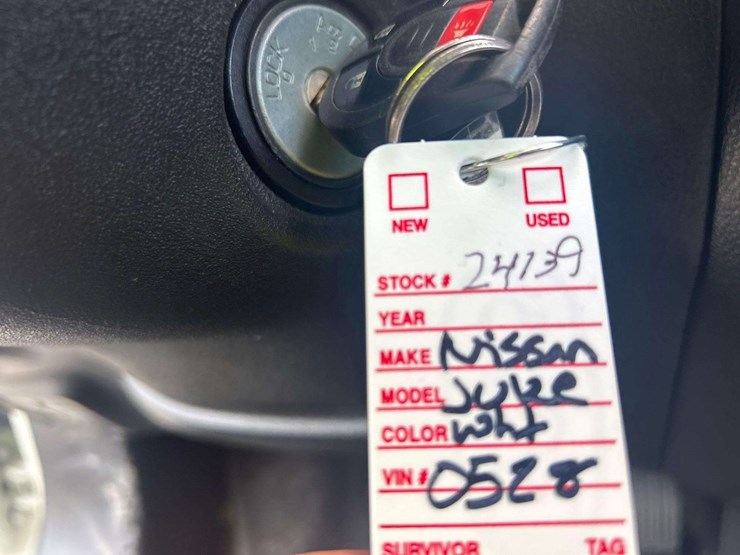 LOCK
NEW USED
STOCK # 24139
YEAR
MAKE Nissan
MODEL Juke
COLOR Wht
VIN # 0528
SURVIVOR TAG